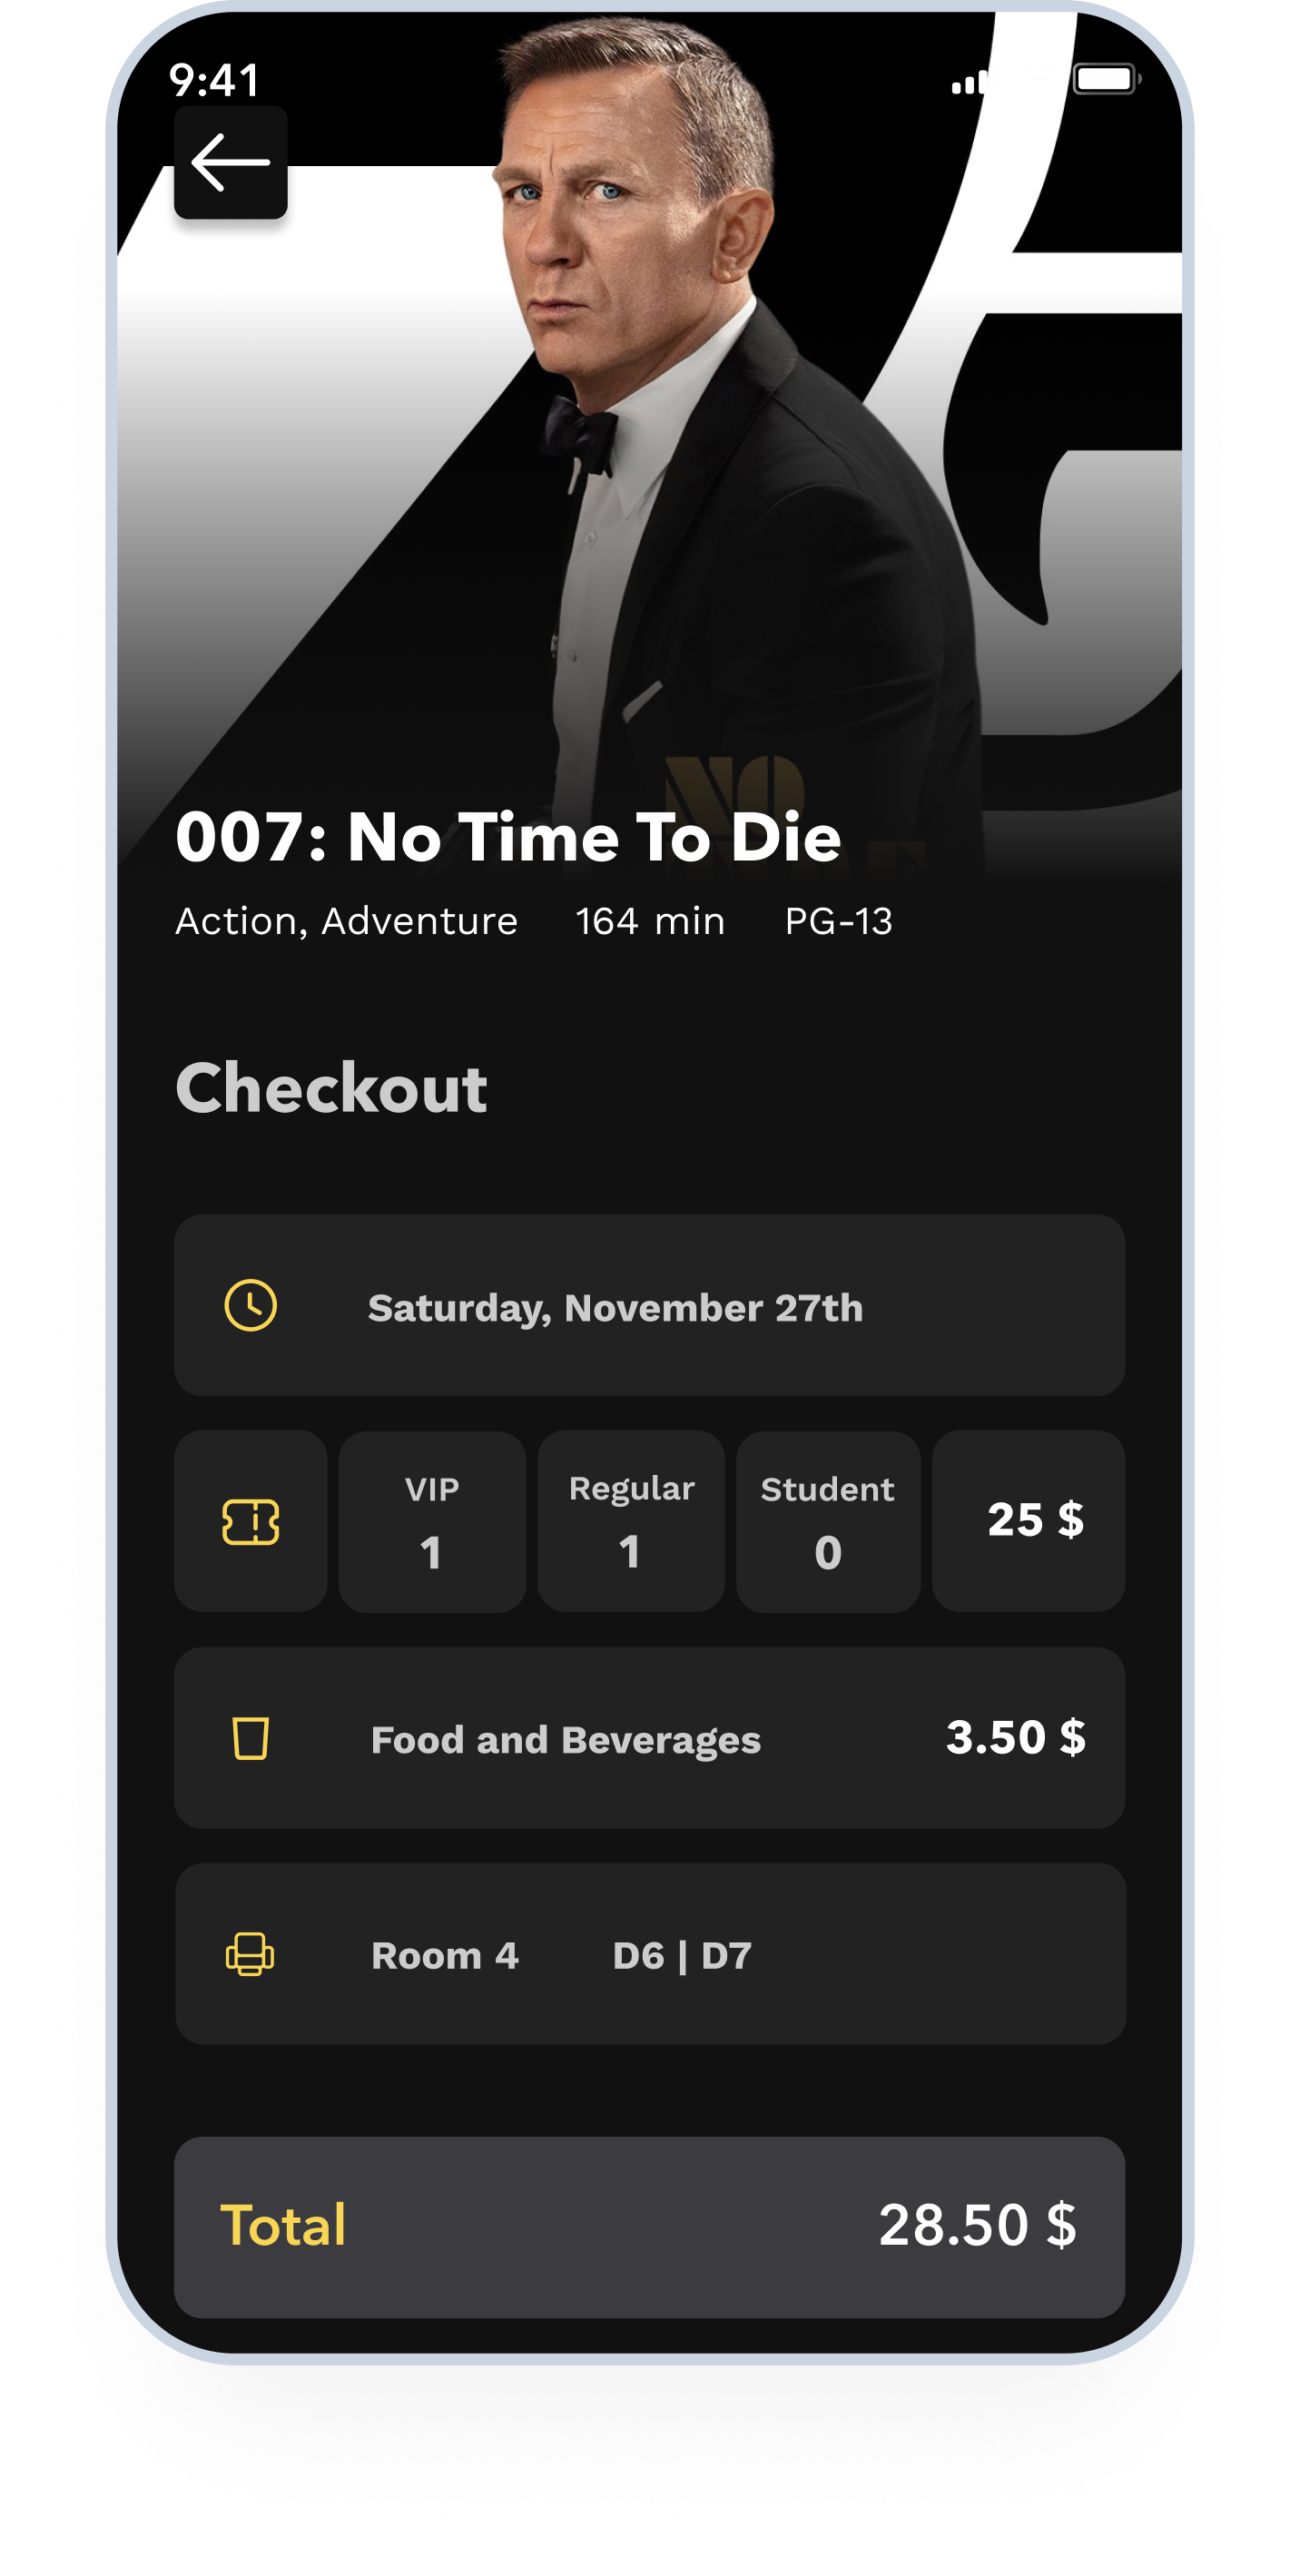 9:41
NO
007: No Time To Die
Action, Adventure 164 min PG-13
Checkout
Saturday, November 27th
VIP Regular Student
1 1 0 25 $
Food and Beverages 3.50 $
Room 4 D6 | D7
Total 28.50 $